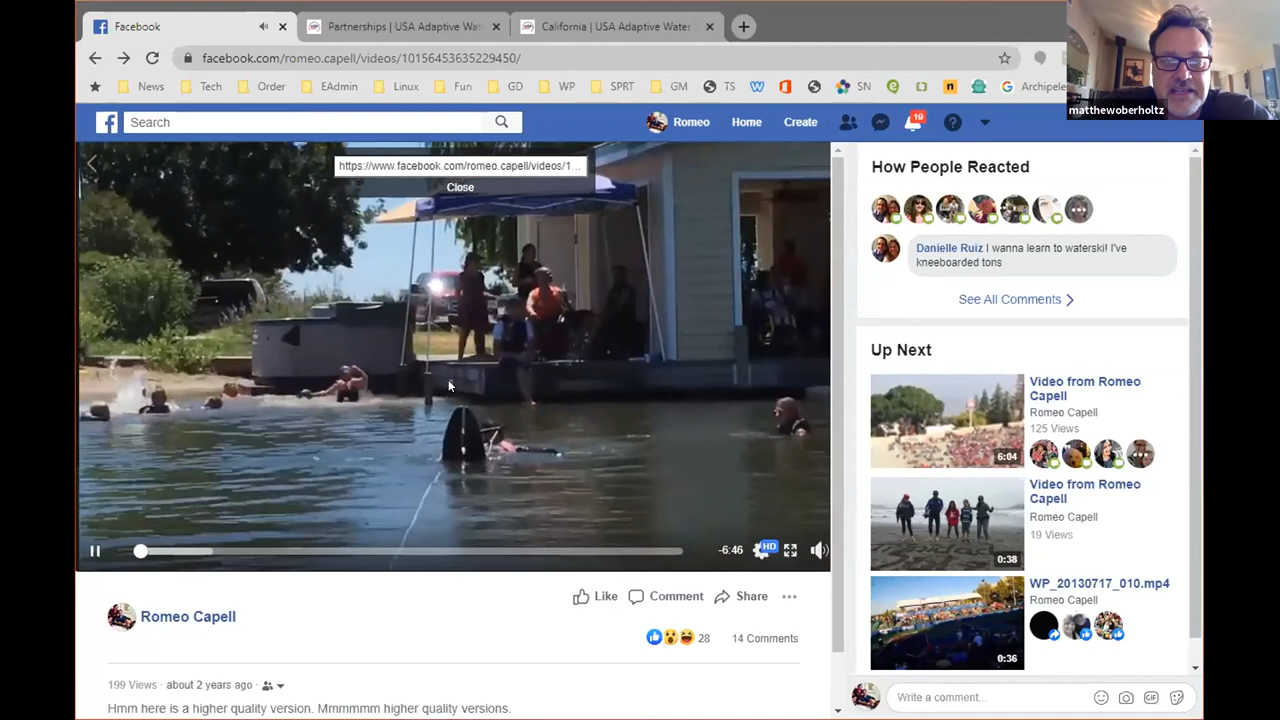 Facebook
Partnerships | USA Adaptive Wat
California | USA Adaptive Water
facebook.com/romeo.capell/videos/10156453635229450/
News Tech Order EAdmin Linux Fun GD WP SPRT GM TS SN Archipele
matthewoberholtz
Search
Romeo Home Create 19
https://www.facebook.com/romeo.capell/videos/1...
Close
-6:46 HD
Like Comment Share
28 14 Comments
Romeo Capell
199 Views · about 2 years ago
Hmm here is a higher quality version. Mmmmmm higher quality versions.
How People Reacted
Danielle Ruiz I wanna learn to waterski! I've
kneeboarded tons
See All Comments
Up Next
Video from Romeo
Capell
Romeo Capell
125 Views
6:04
Video from Romeo
Capell
Romeo Capell
19 Views
0:38
WP_20130717_010.mp4
Romeo Capell
0:36
Write a comment...
GIF